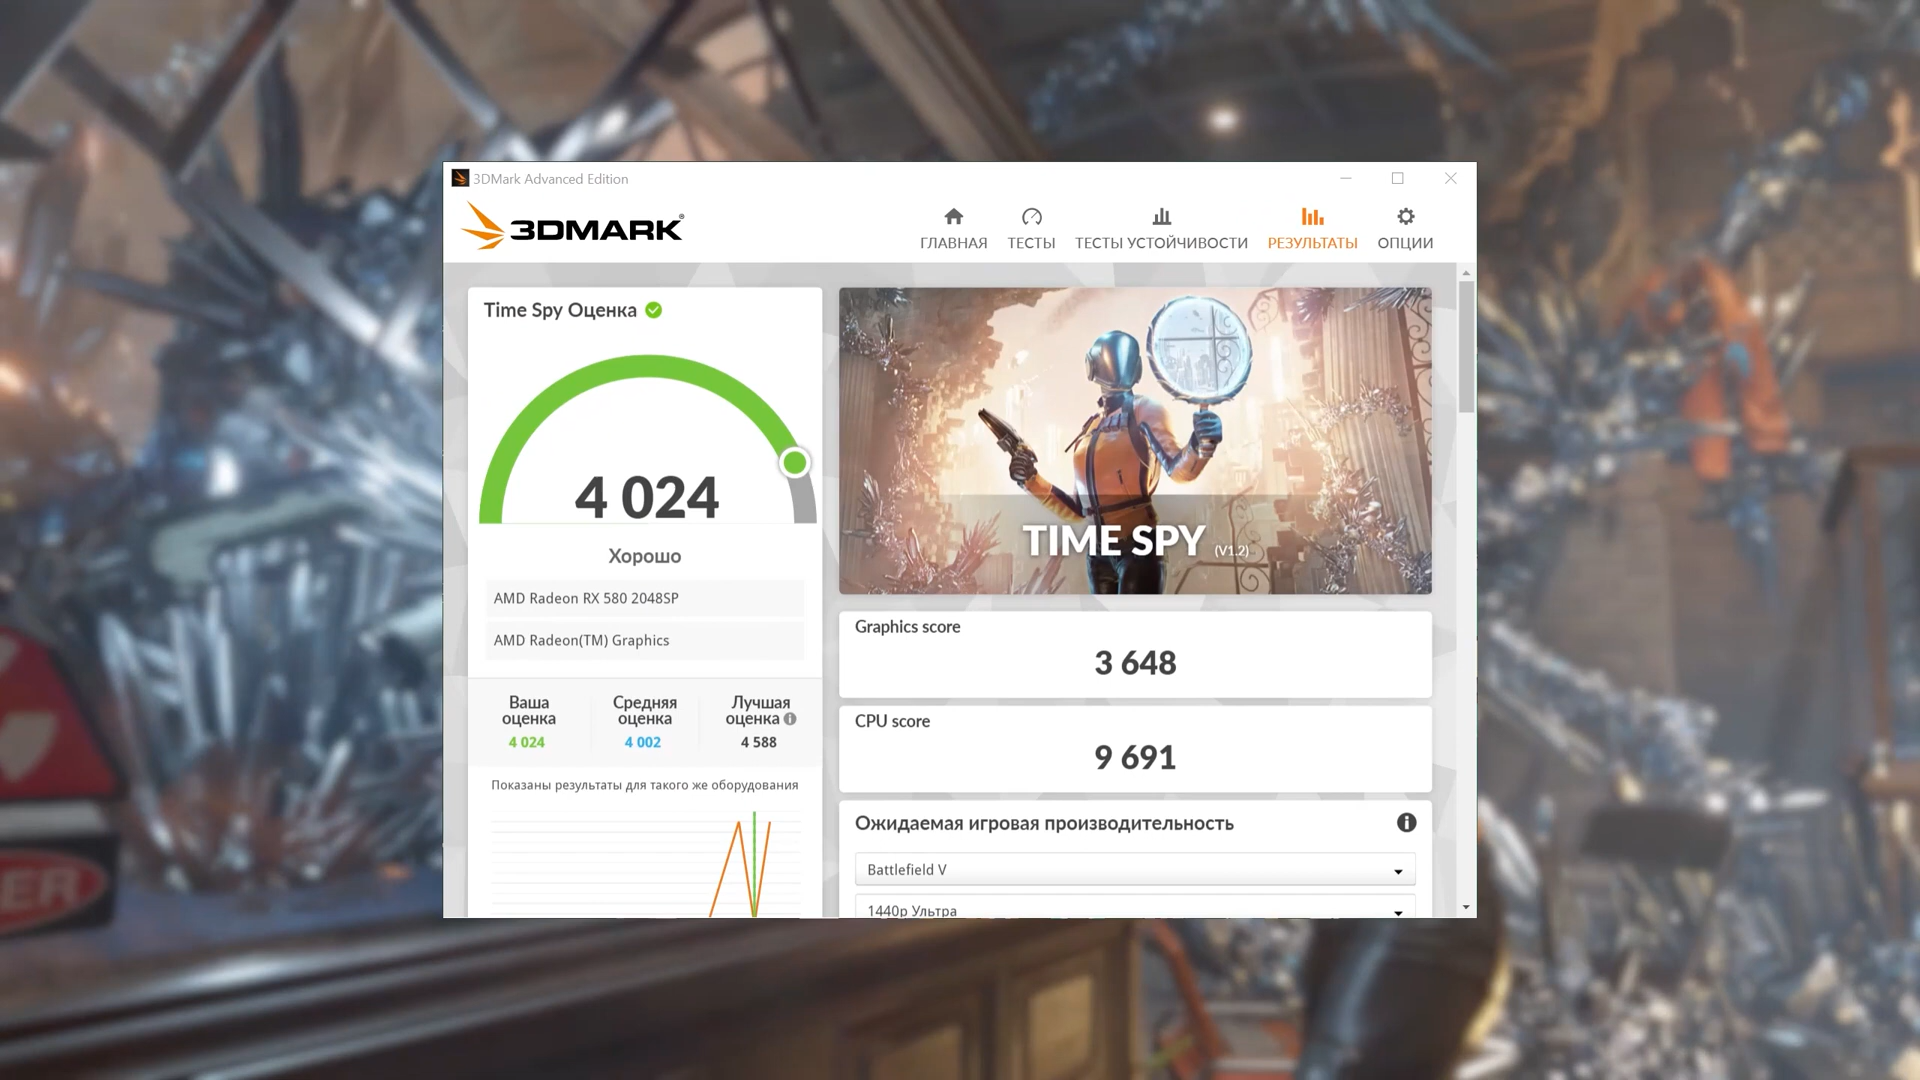 3DMark Advanced Edition
3DMARK®
ГЛАВНАЯ
ТЕСТЫ
ТЕСТЫ УСТОЙЧИВОСТИ
РЕЗУЛЬТАТЫ
ОПЦИИ
Time Spy Оценка
4 024
Хорошо
AMD Radeon RX 580 2048SP
AMD Radeon(TM) Graphics
Ваша оценка
4 024
Средняя оценка
4 002
Лучшая оценка
4 588
Показаны результаты для такого же оборудования
TIME SPY (V1.2)
Graphics score
3 648
CPU score
9 691
Ожидаемая игровая производительность
Battlefield V
1440p Ультра
ER